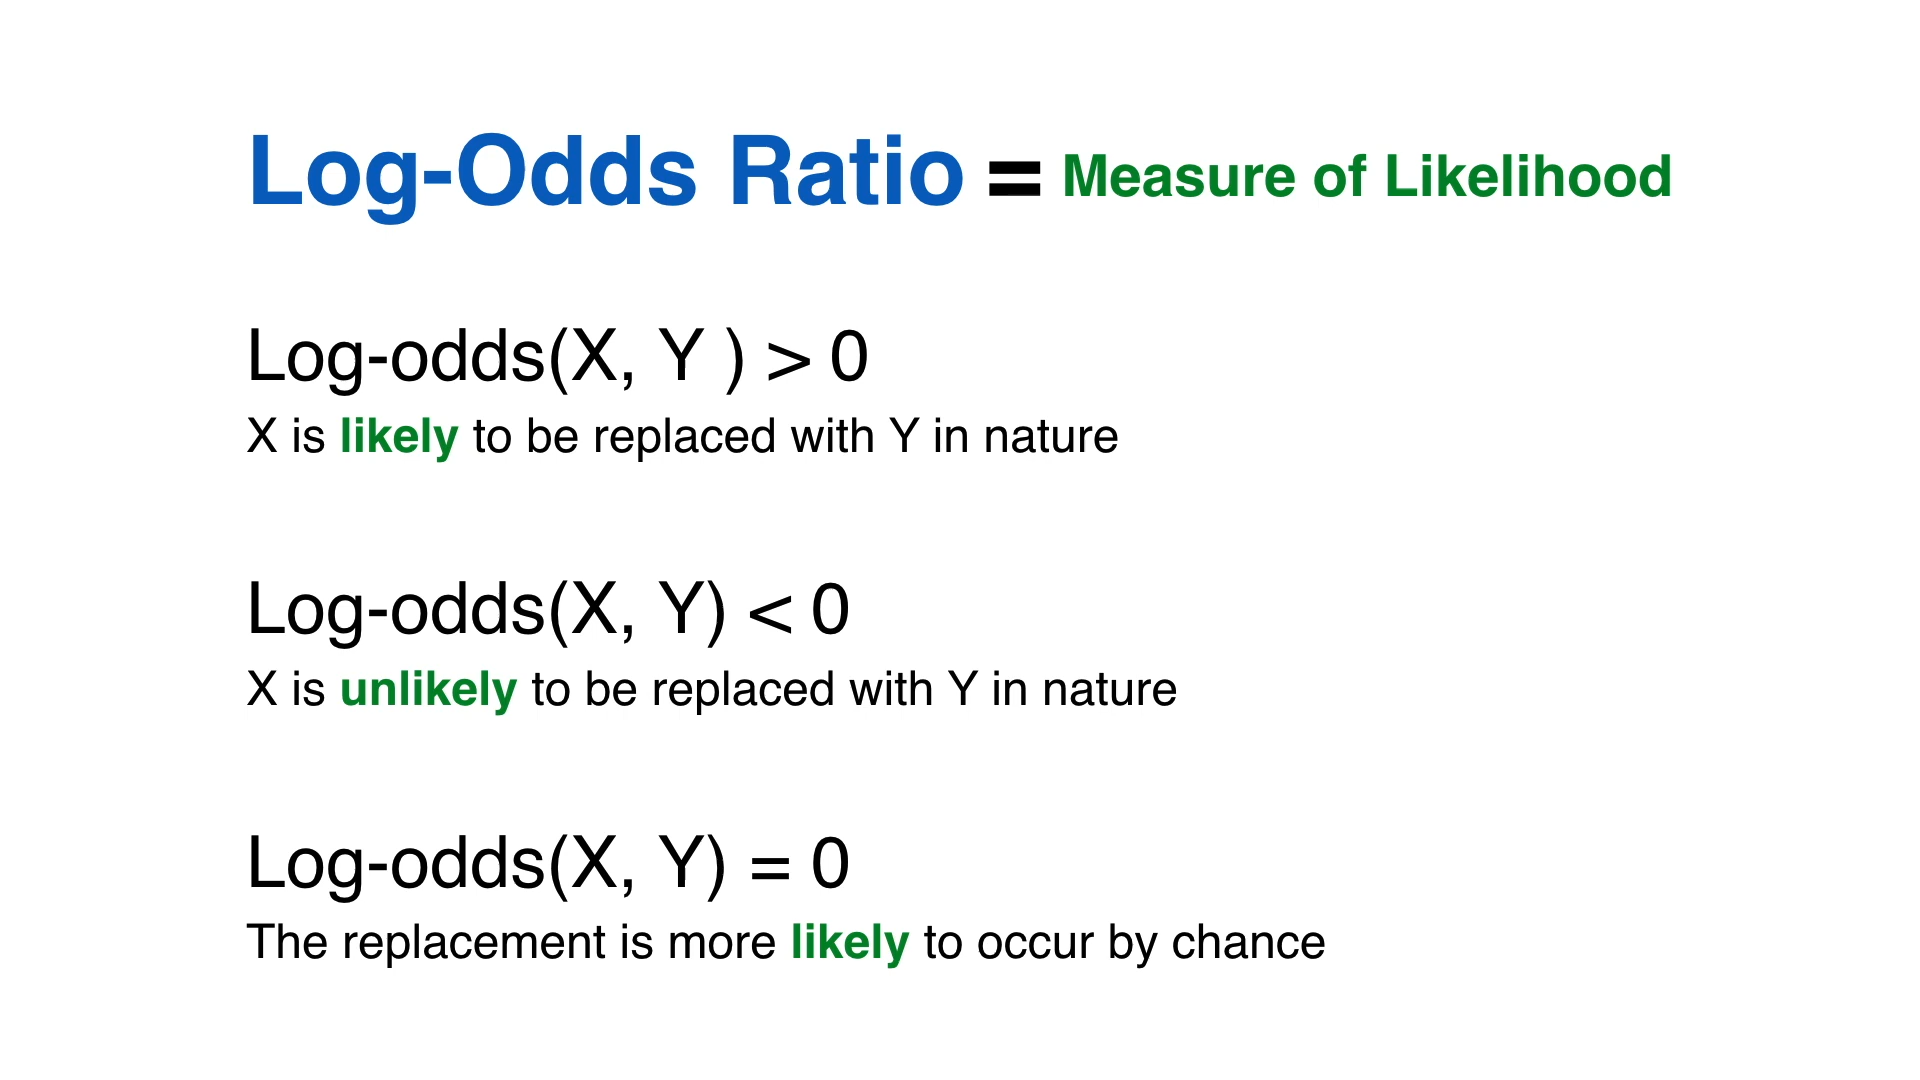 Log-Odds Ratio = Measure of Likelihood
Log-odds(X, Y ) > 0
X is likely to be replaced with Y in nature
Log-odds(X, Y) < 0
X is unlikely to be replaced with Y in nature
Log-odds(X, Y) = 0
The replacement is more likely to occur by chance